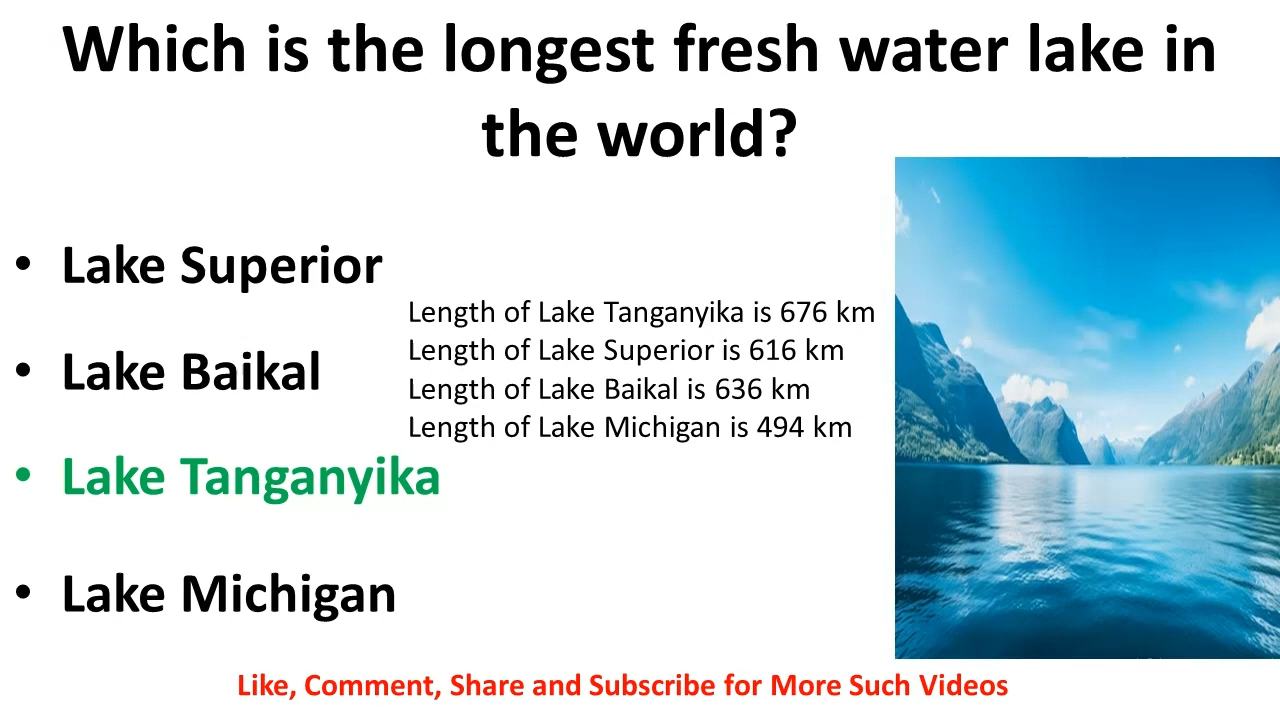 Which is the longest fresh water lake in
the world?
• Lake Superior
Length of Lake Tanganyika is 676 km
Length of Lake Superior is 616 km
• Lake Baikal
Length of Lake Baikal is 636 km
Length of Lake Michigan is 494 km
• Lake Tanganyika
• Lake Michigan
Like, Comment, Share and Subscribe for More Such Videos